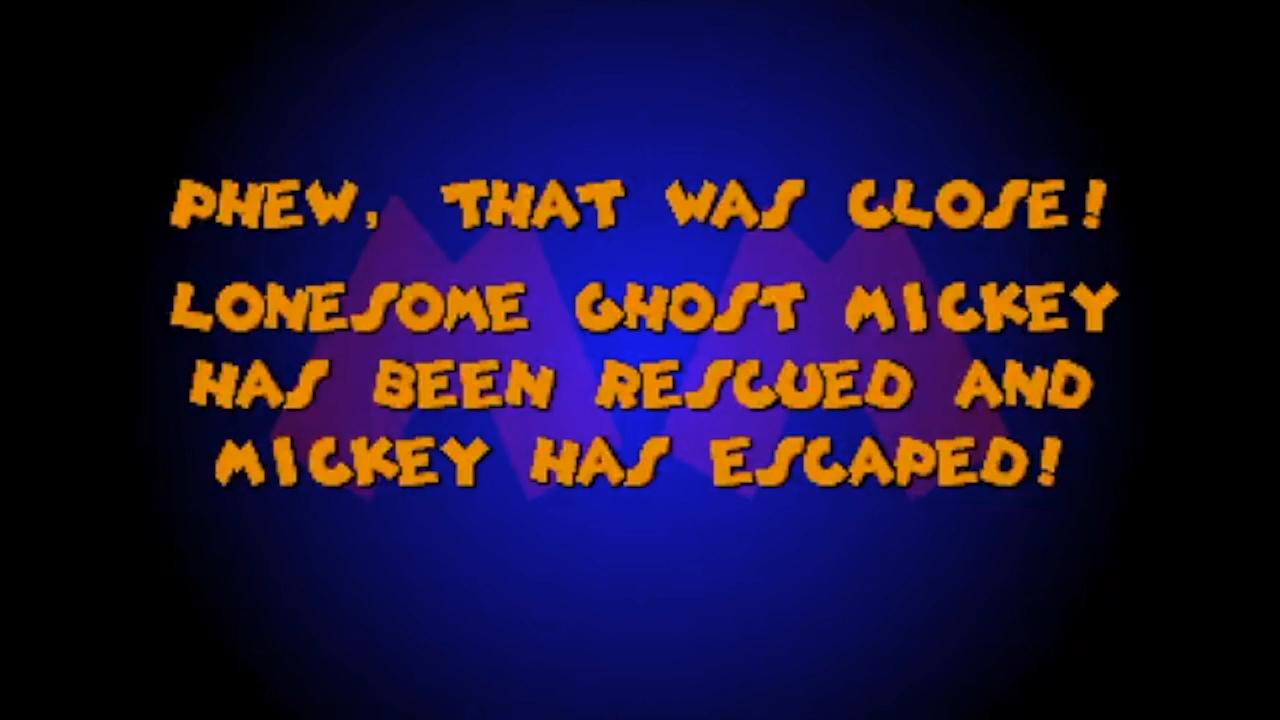 PHEW, THAT WAS CLOSE!
LONESOME GHOST MICKEY
HAS BEEN RESCUED AND
MICKEY HAS ESCAPED!